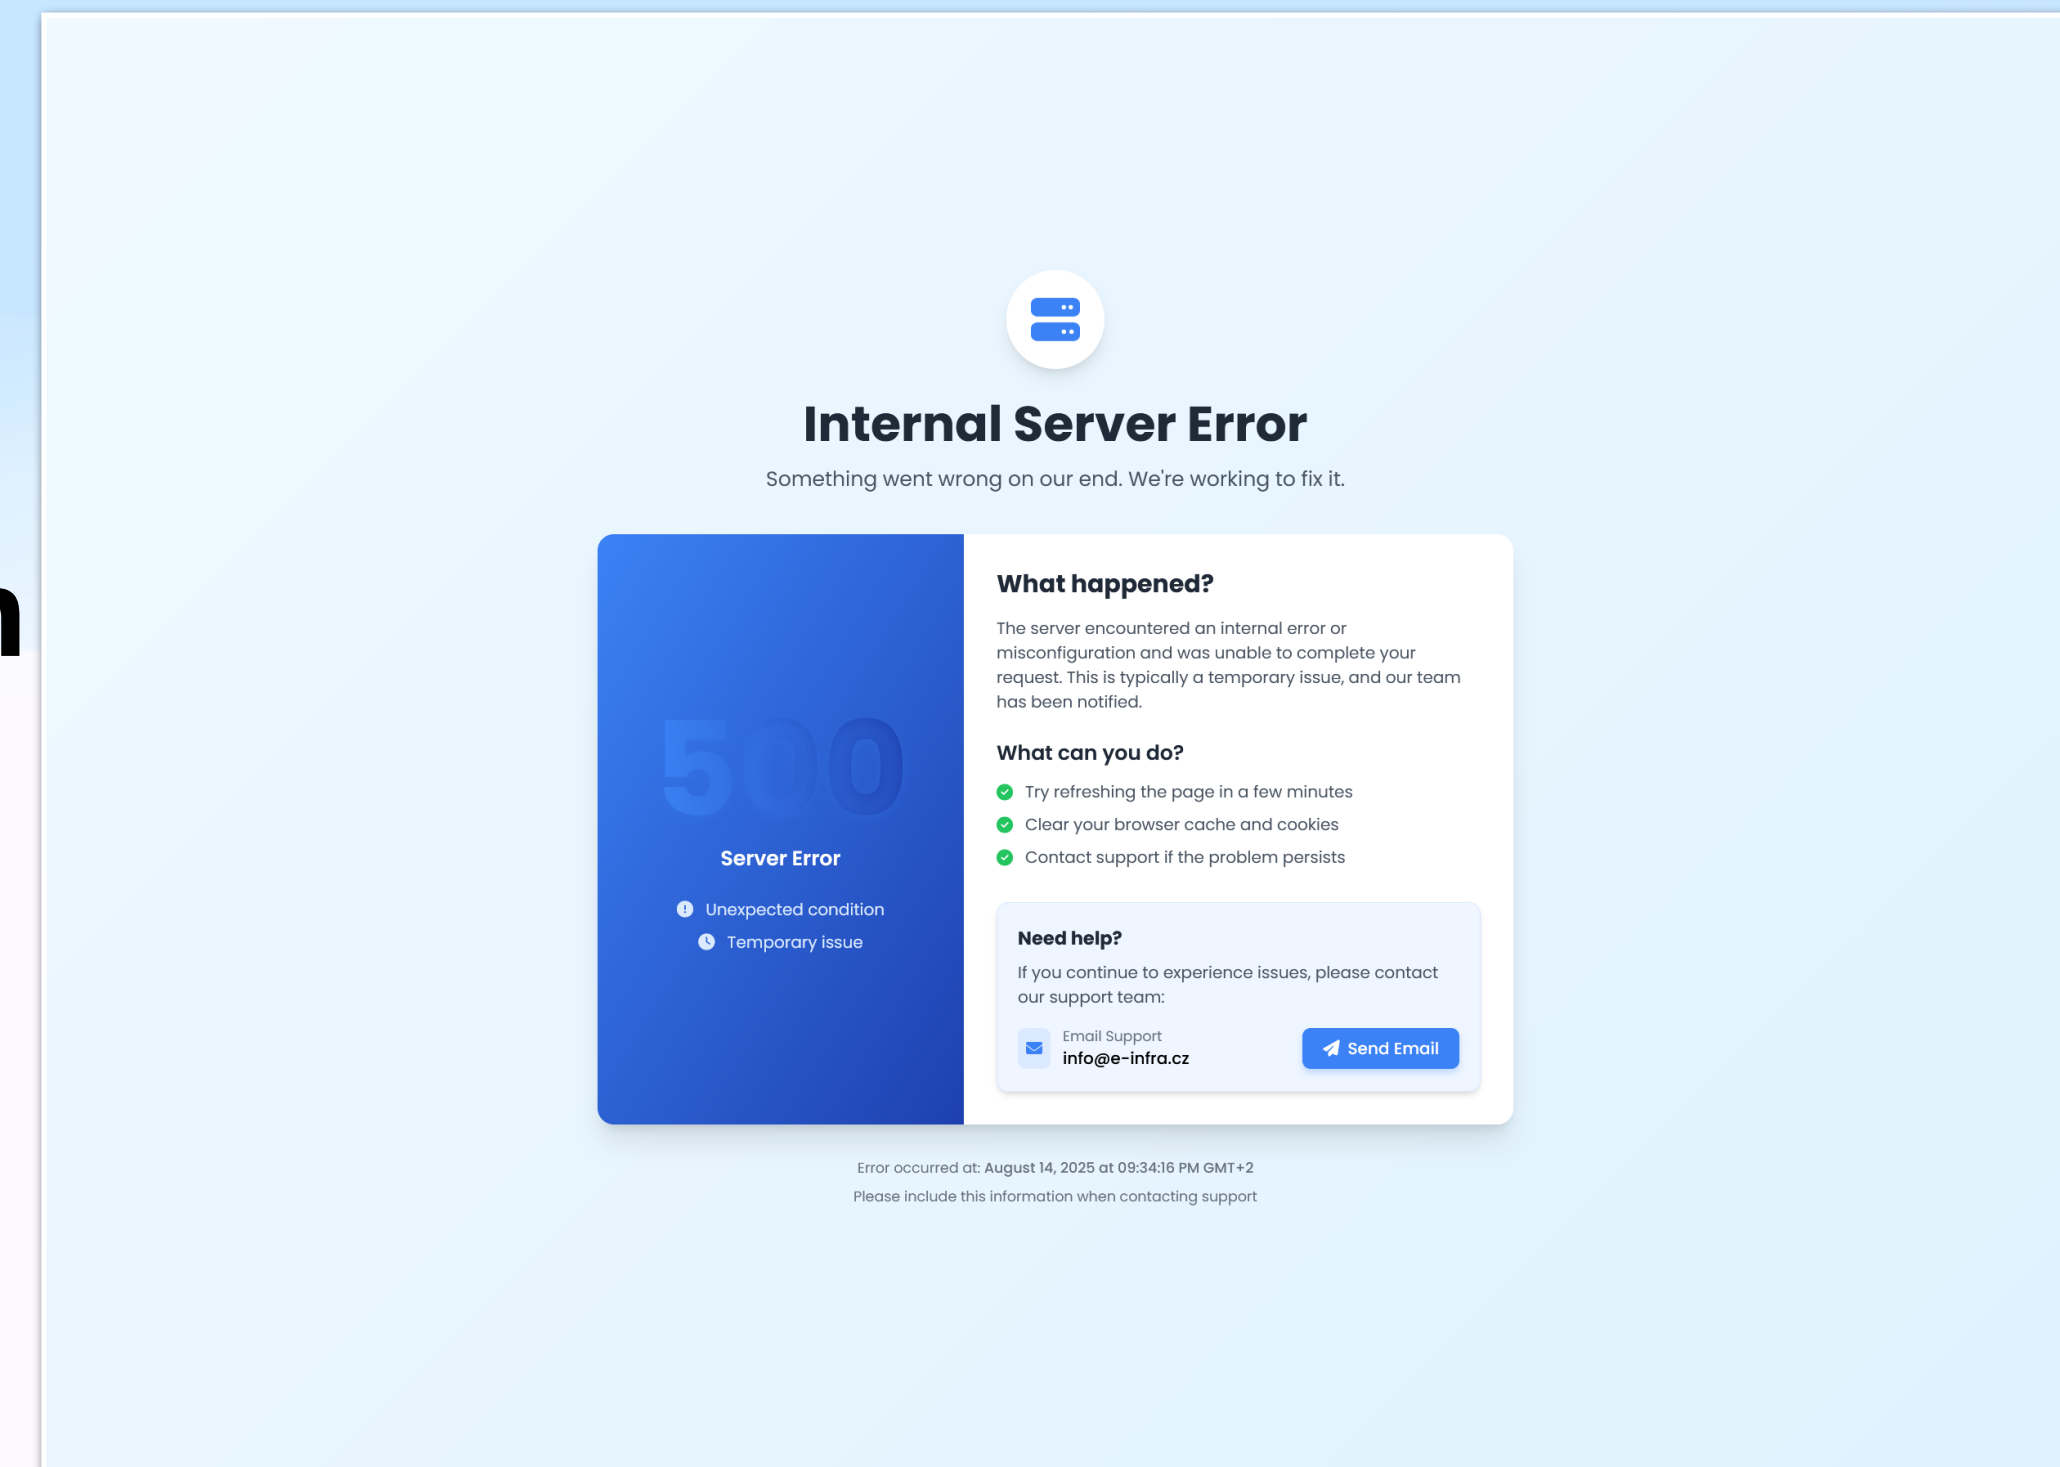 Internal Server Error
Something went wrong on our end. We're working to fix it.
500
Server Error
Unexpected condition
Temporary issue
What happened?
The server encountered an internal error or
misconfiguration and was unable to complete your
request. This is typically a temporary issue, and our team
has been notified.
What can you do?
Try refreshing the page in a few minutes
Clear your browser cache and cookies
Contact support if the problem persists
Need help?
If you continue to experience issues, please contact
our support team:
Email Support
info@e-infra.cz
Send Email
Error occurred at: August 14, 2025 at 09:34:16 PM GMT+2
Please include this information when contacting support